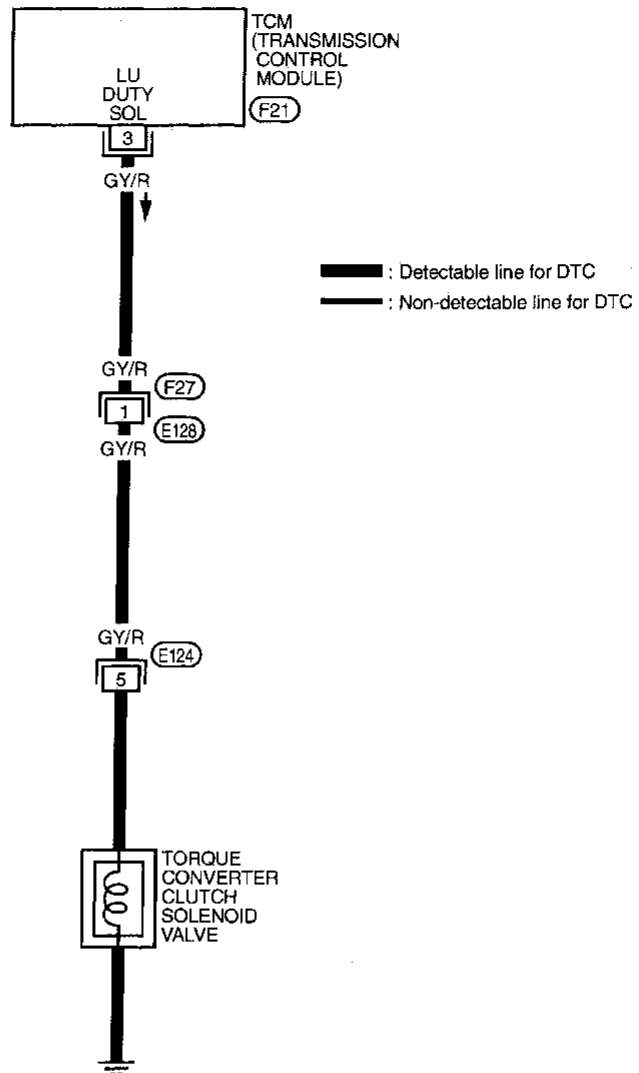 TCM
(TRANSMISSION
CONTROL
MODULE)
LU
DUTY
SOL
F21
3
GY/R
: Detectable line for DTC
: Non-detectable line for DTC
GY/R
F27
1
E128
GY/R
GY/R
E124
5
TORQUE
CONVERTER
CLUTCH
SOLENOID
VALVE